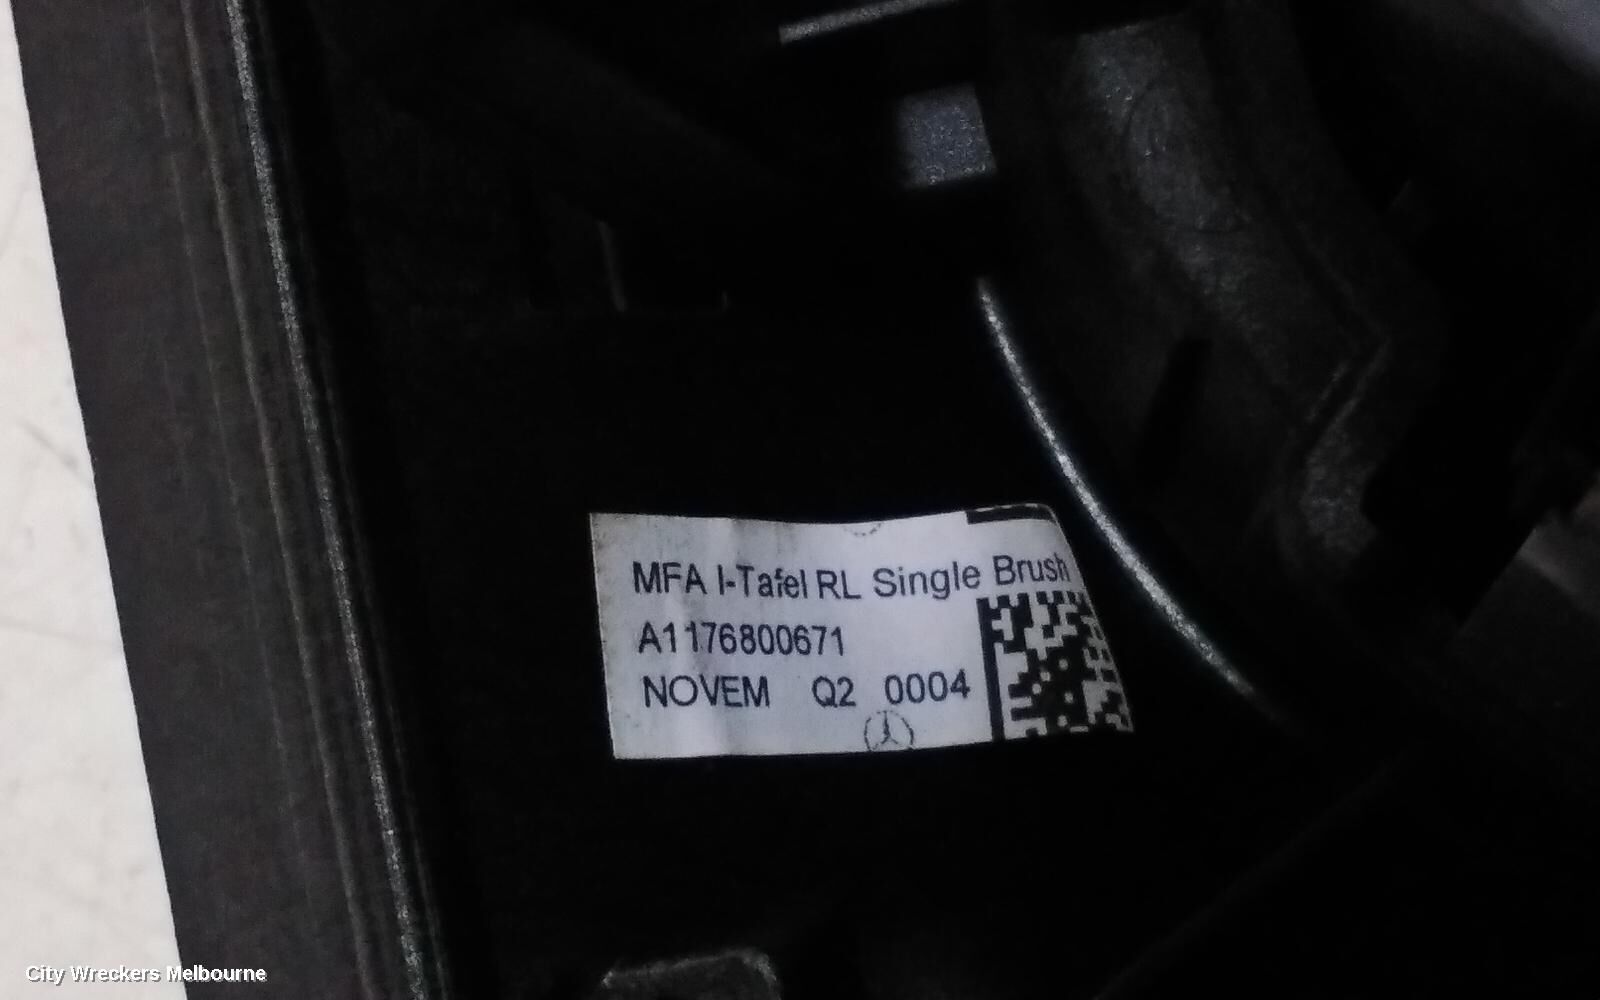 MFA I-Tafel RL Single Brush
A1176800671
NOVEM Q2 0004
City Wreckers Melbourne